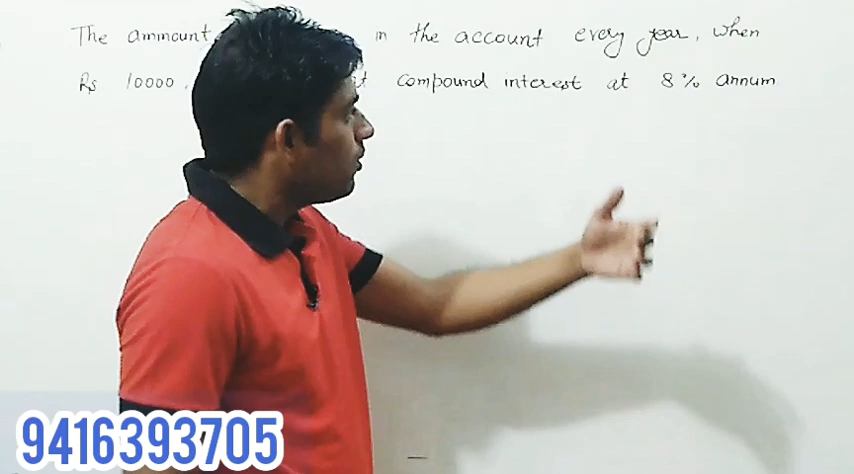 The ammount in the account every year, when
Rs 10000, compound interest at 8% annum
9416393705